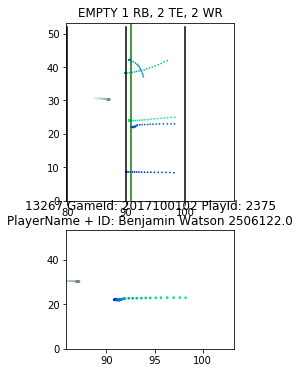 EMPTY 1 RB, 2 TE, 2 WR
50
40
30
20
10
0
80 90 100
13267 GameId: 2017100102 PlayId: 2375
PlayerName + ID: Benjamin Watson 2506122.0
40
20
0
90 95 100